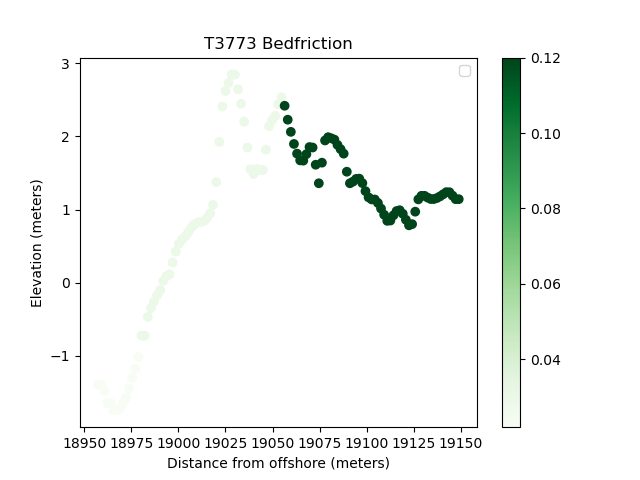 T3773 Bedfriction
3
2
1
0
−1
Elevation (meters)
18950 18975 19000 19025 19050 19075 19100 19125 19150
Distance from offshore (meters)
0.12
0.10
0.08
0.06
0.04